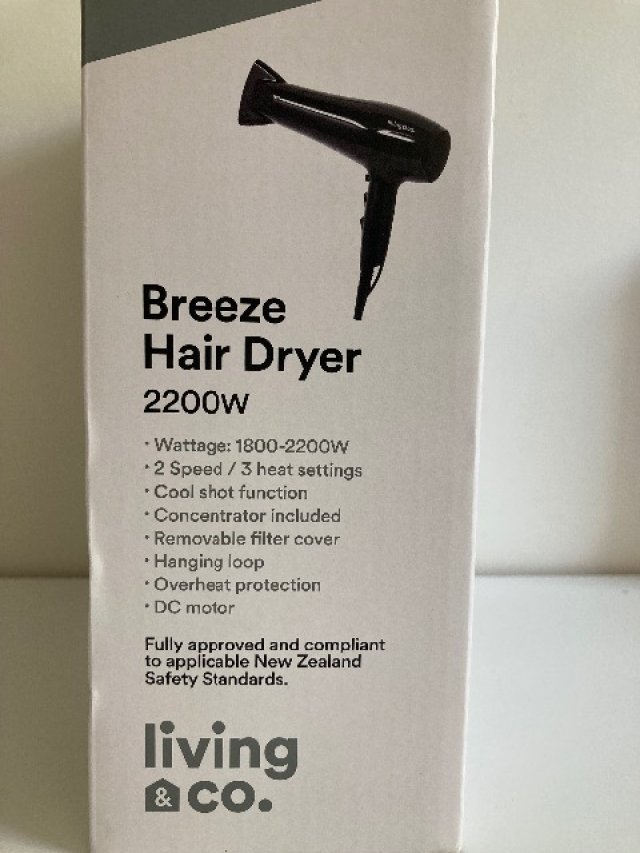 Breeze
Hair Dryer
2200W
· Wattage: 1800-2200W
· 2 Speed / 3 heat settings
· Cool shot function
· Concentrator included
· Removable filter cover
· Hanging loop
· Overheat protection
· DC motor
Fully approved and compliant
to applicable New Zealand
Safety Standards.
living
& co.